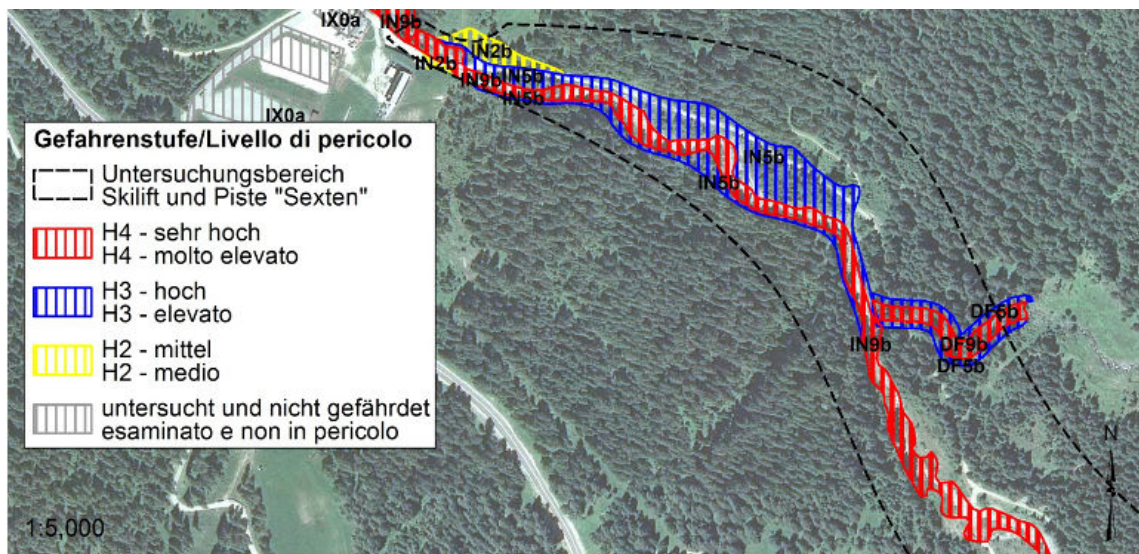 IX0a
IN9b
IN2b
IN2b
IN9b
IN5b
IN5b
IX0a
Gefahrenstufe/Livello di pericolo
Untersuchungsbereich
Skilift und Piste "Sexten"
H4 - sehr hoch
H4 - molto elevato
H3 - hoch
H3 - elevato
H2 - mittel
H2 - medio
untersucht und nicht gefährdet
esaminato e non in pericolo
IN5b
IN5b
DF5b
IN9b
DF9b
DF5b
N
S
1:5,000